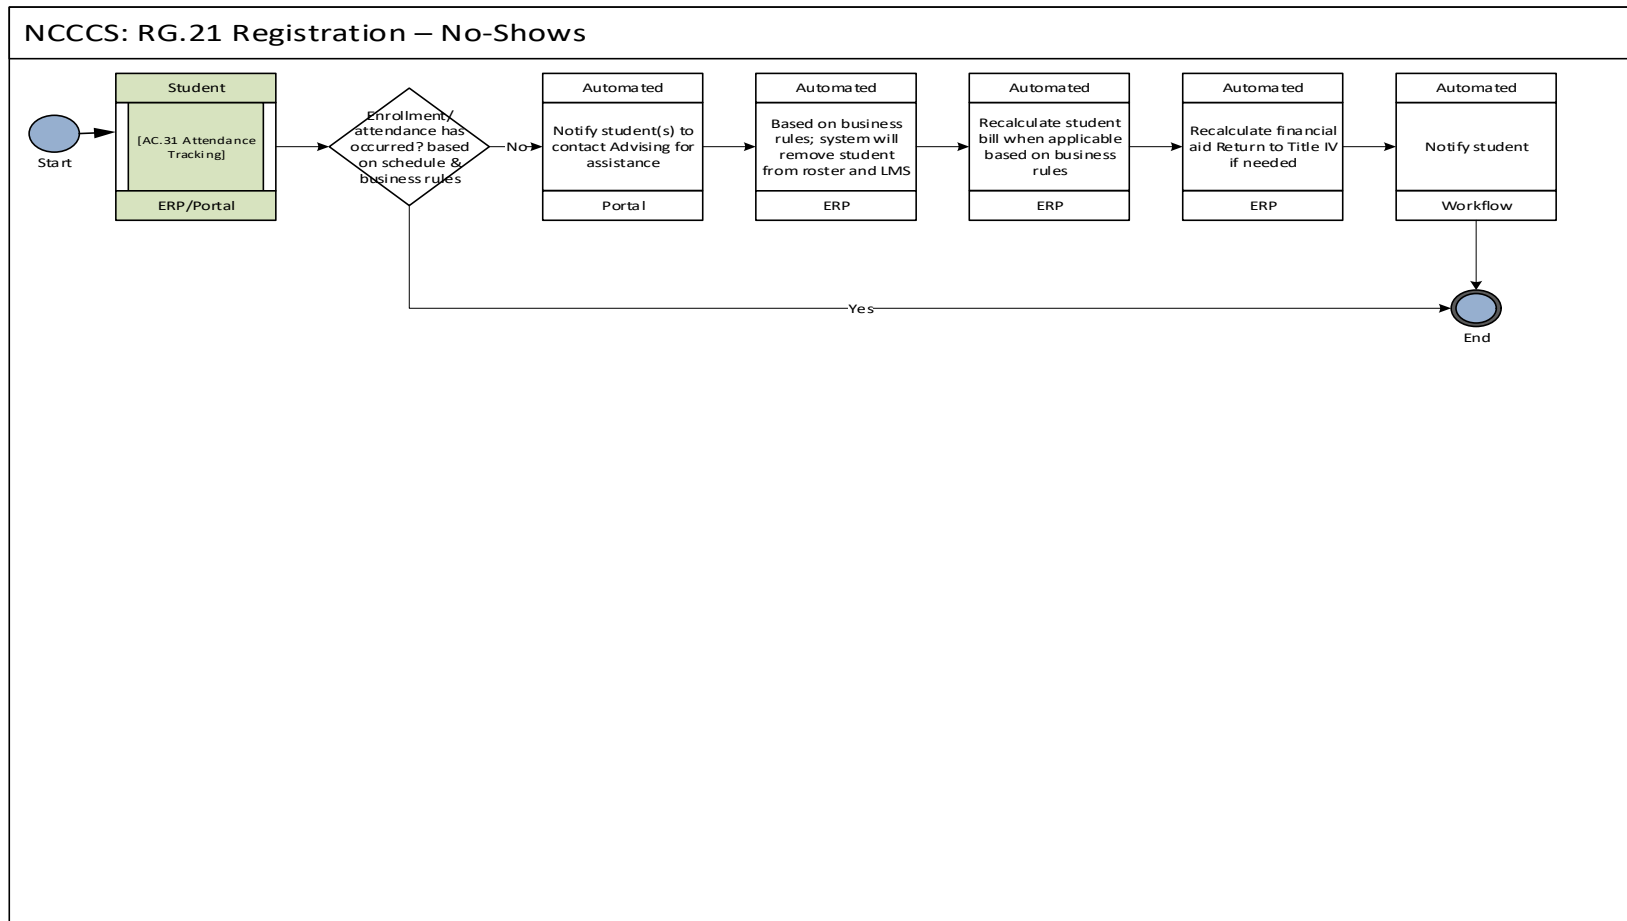 NCCCS: RG.21 Registration – No-Shows
Start
Student
[AC.31 Attendance
Tracking]
ERP/Portal
Enrollment/
attendance has
occurred? based
on schedule &
business rules
No
Automated
Notify student(s) to
contact Advising for
assistance
Portal
Automated
Based on business
rules; system will
remove student
from roster and LMS
ERP
Automated
Recalculate student
bill when applicable
based on business
rules
ERP
Automated
Recalculate financial
aid Return to Title IV
if needed
ERP
Automated
Notify student
Workflow
Yes
End